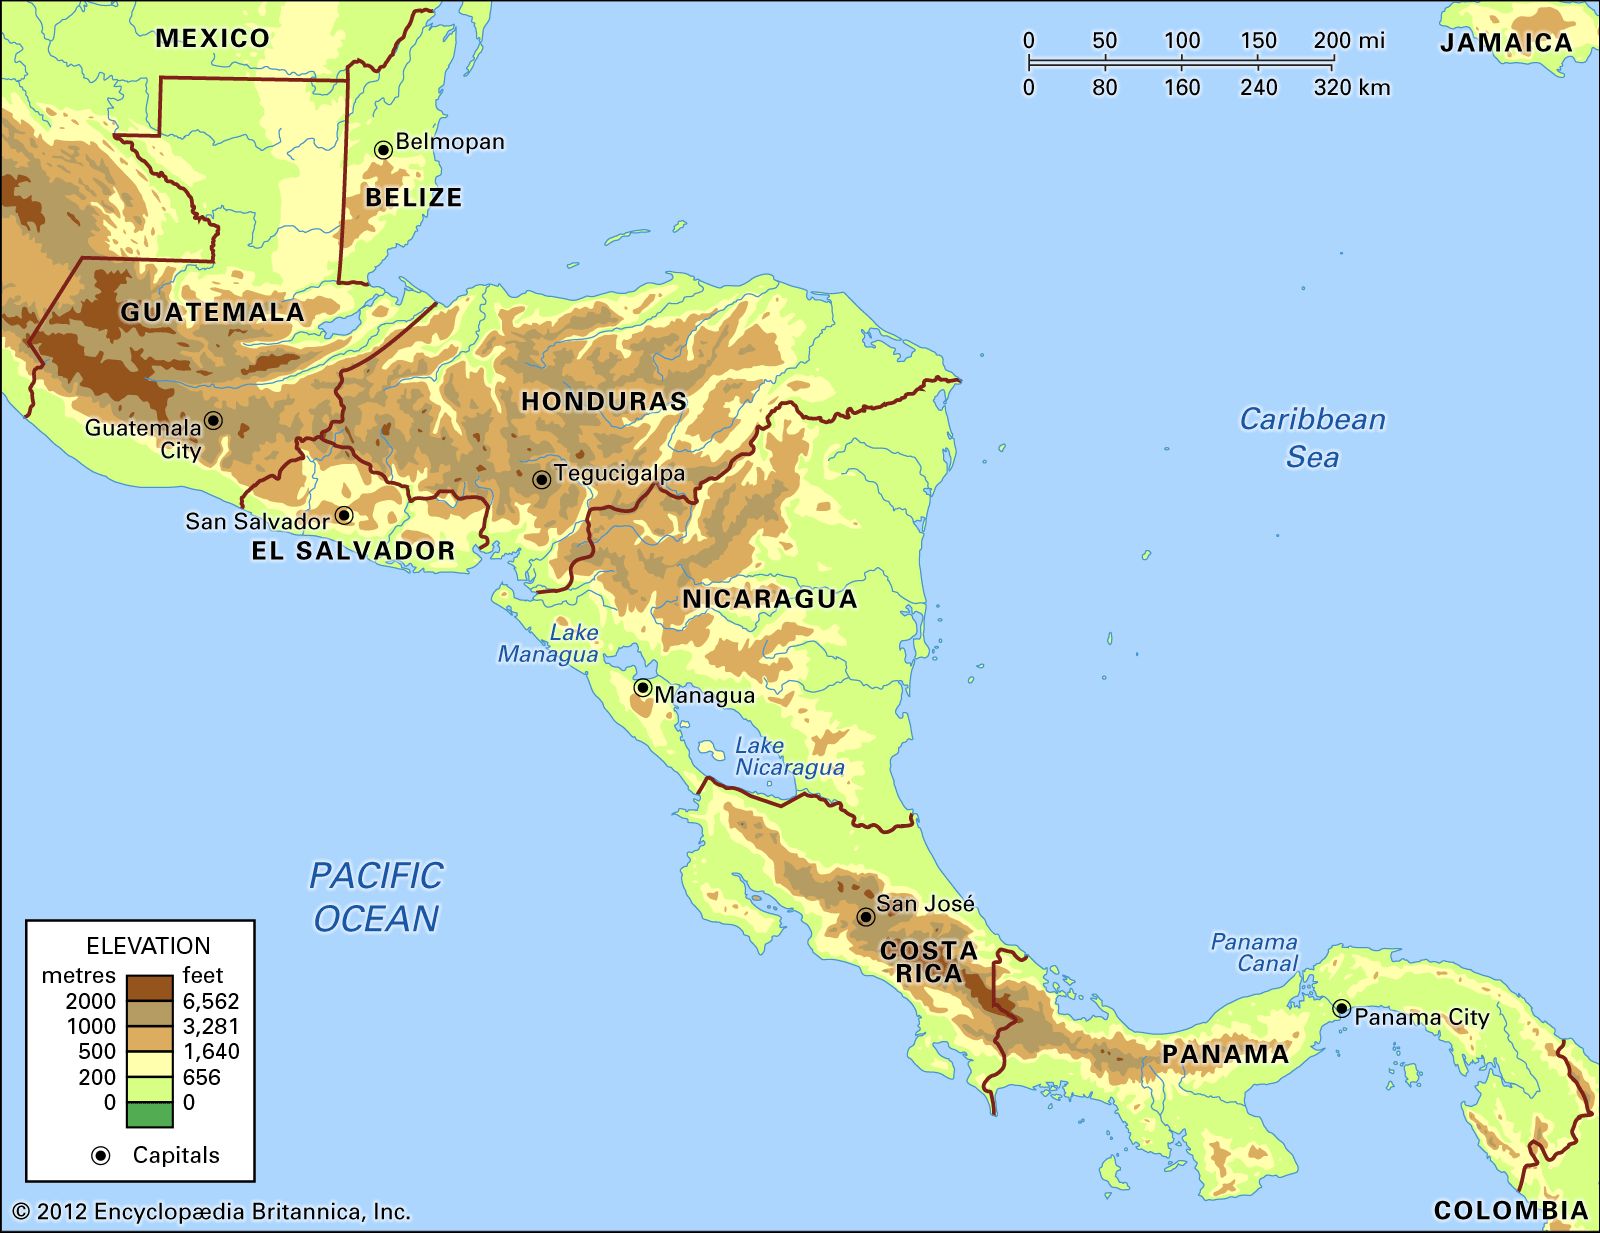 MEXICO
0 50 100 150 200 mi
0 80 160 240 320 km
JAMAICA
Belmopan
BELIZE
GUATEMALA
HONDURAS
Guatemala
City
Tegucigalpa
San Salvador
EL SALVADOR
Caribbean
Sea
NICARAGUA
Lake
Managua
Managua
Lake
Nicaragua
PACIFIC
OCEAN
San José
COSTA
RICA
Panama
Canal
Panama City
PANAMA
COLOMBIA
ELEVATION
metres feet
2000 6,562
1000 3,281
500 1,640
200 656
0 0
Capitals
© 2012 Encyclopædia Britannica, Inc.